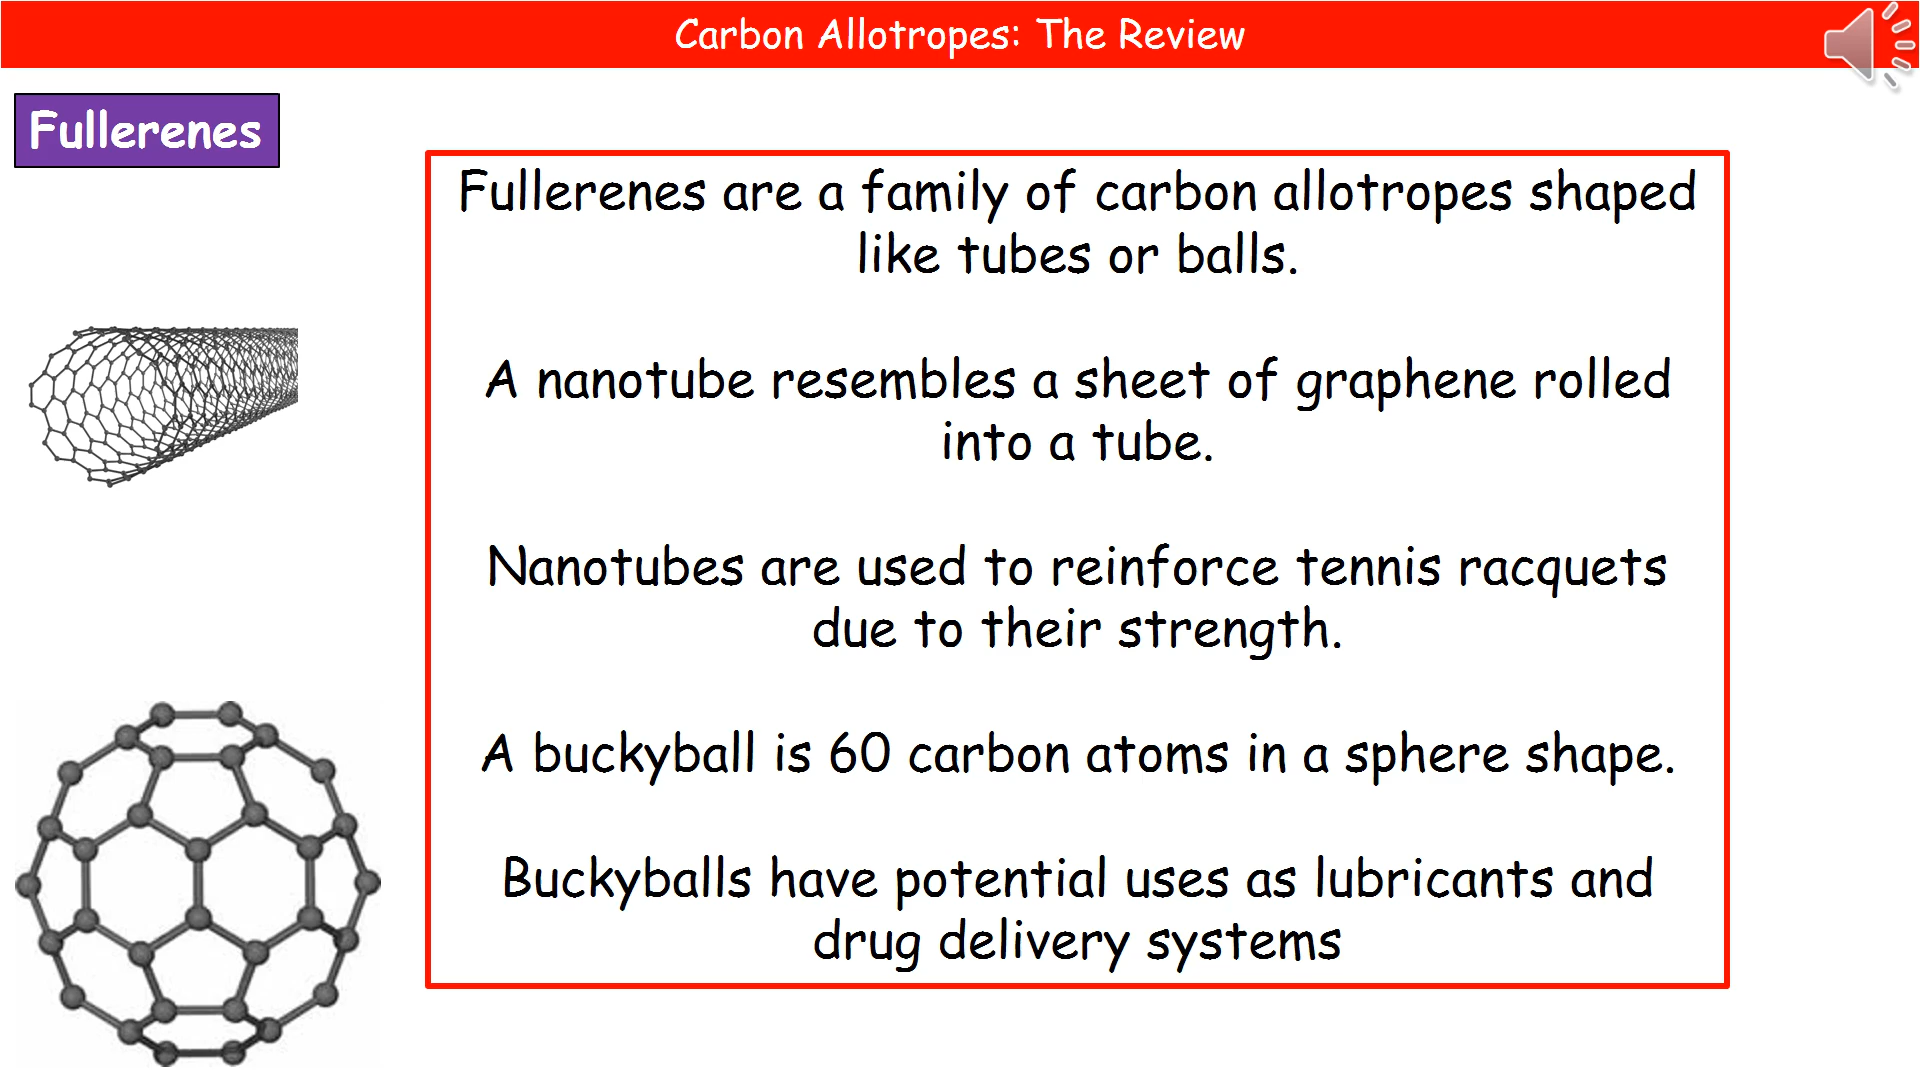 Carbon Allotropes: The Review
Fullerenes
Fullerenes are a family of carbon allotropes shaped
like tubes or balls.
A nanotube resembles a sheet of graphene rolled
into a tube.
Nanotubes are used to reinforce tennis racquets
due to their strength.
A buckyball is 60 carbon atoms in a sphere shape.
Buckyballs have potential uses as lubricants and
drug delivery systems